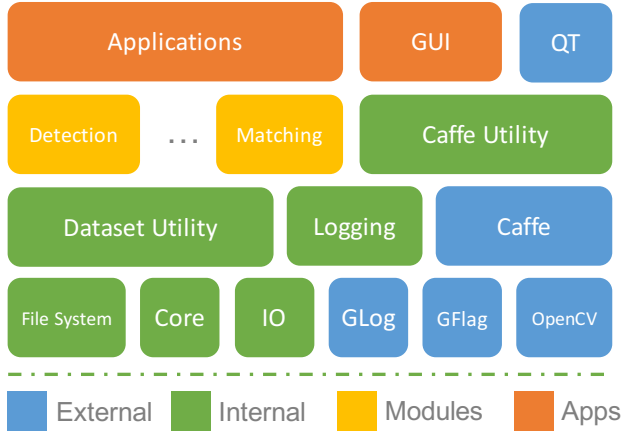 Applications GUI QT
Detection ... Matching Caffe Utility
Dataset Utility Logging Caffe
File System Core IO GLog GFlag OpenCV
External Internal Modules Apps